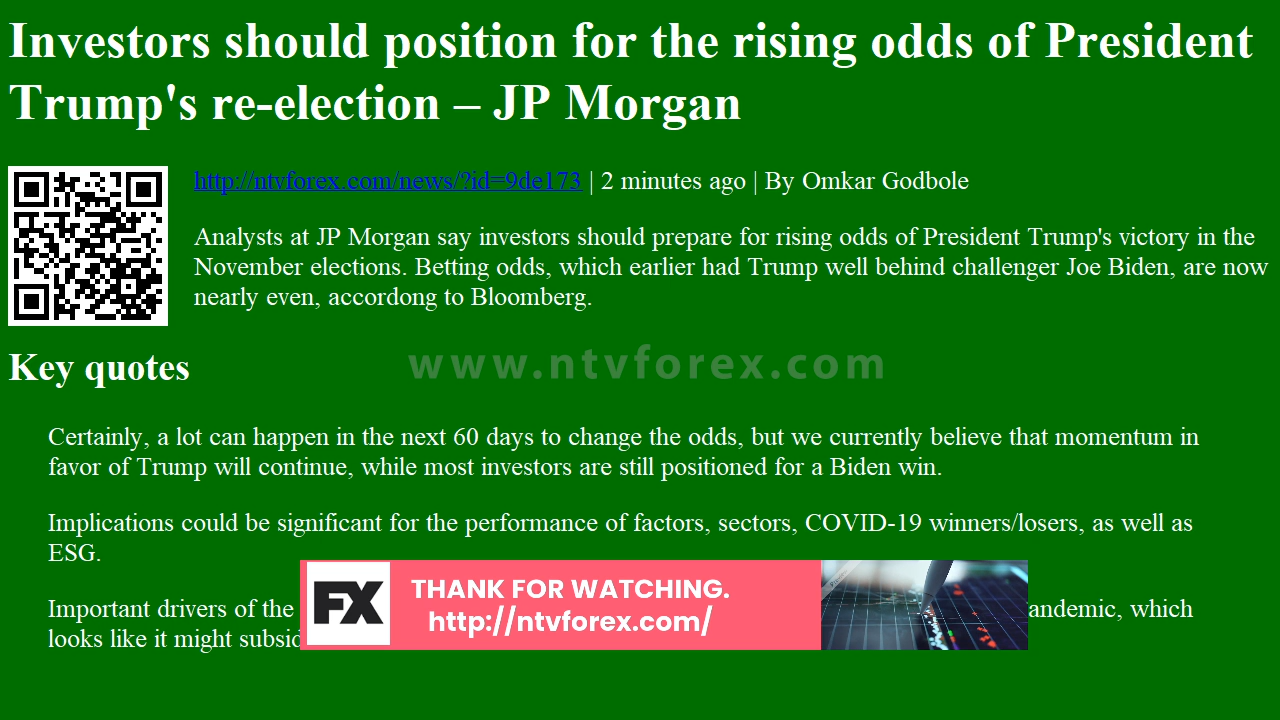 Investors should position for the rising odds of President
Trump's re-election – JP Morgan
http://ntvforex.com/news/?id=9de173 | 2 minutes ago | By Omkar Godbole
Analysts at JP Morgan say investors should prepare for rising odds of President Trump's victory in the
November elections. Betting odds, which earlier had Trump well behind challenger Joe Biden, are now
nearly even, accordong to Bloomberg.
www.ntvforex.com
Key quotes
Certainly, a lot can happen in the next 60 days to change the odds, but we currently believe that momentum in
favor of Trump will continue, while most investors are still positioned for a Biden win.
Implications could be significant for the performance of factors, sectors, COVID-19 winners/losers, as well as
ESG.
FX
THANK FOR WATCHING.
http://ntvforex.com/
Important drivers of the andemic, which
looks like it might subsid